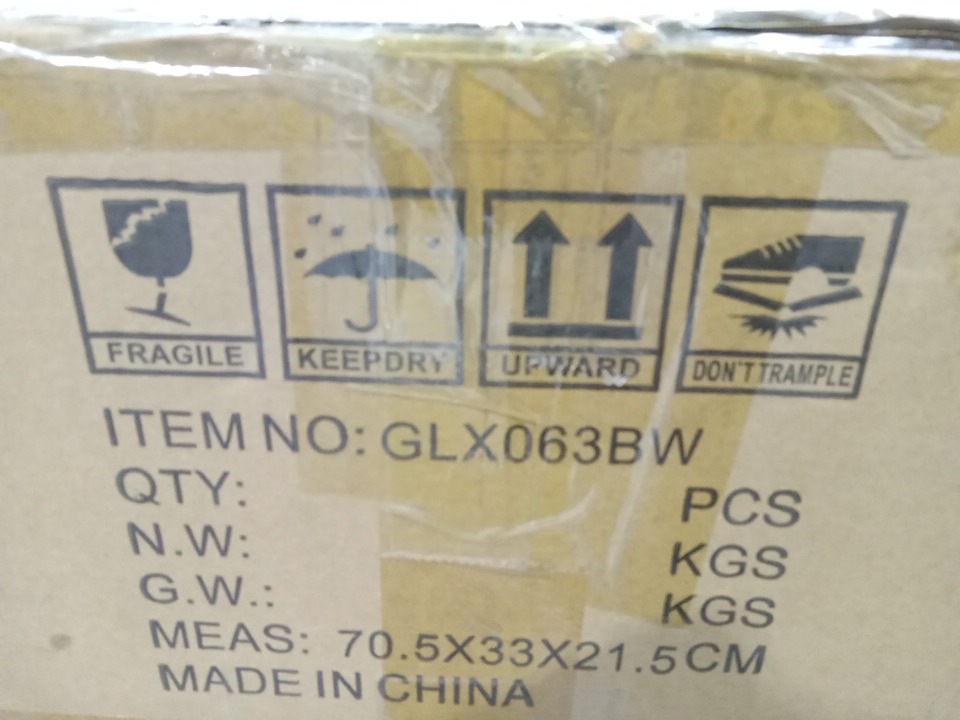 FRAGILE KEEPDRY UPWARD DON'T TRAMPLE
ITEM NO: GLX063BW
QTY: PCS
N.W: KGS
G.W.: KGS
MEAS: 70.5X33X21.5CM
MADE IN CHINA